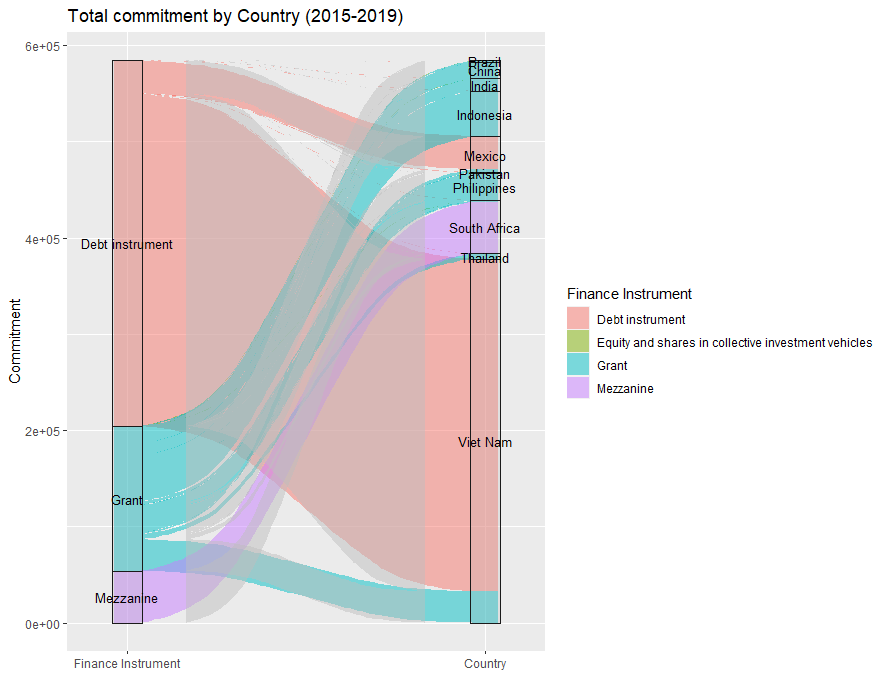 Total commitment by Country (2015-2019)
Commitment
6e+05
4e+05
2e+05
0e+00
Debt instrument
Grant
Mezzanine
Brazil
China
India
Indonesia
Mexico
Pakistan
Philippines
South Africa
Thailand
Viet Nam
Finance Instrument
Country
Finance Instrument
Debt instrument
Equity and shares in collective investment vehicles
Grant
Mezzanine